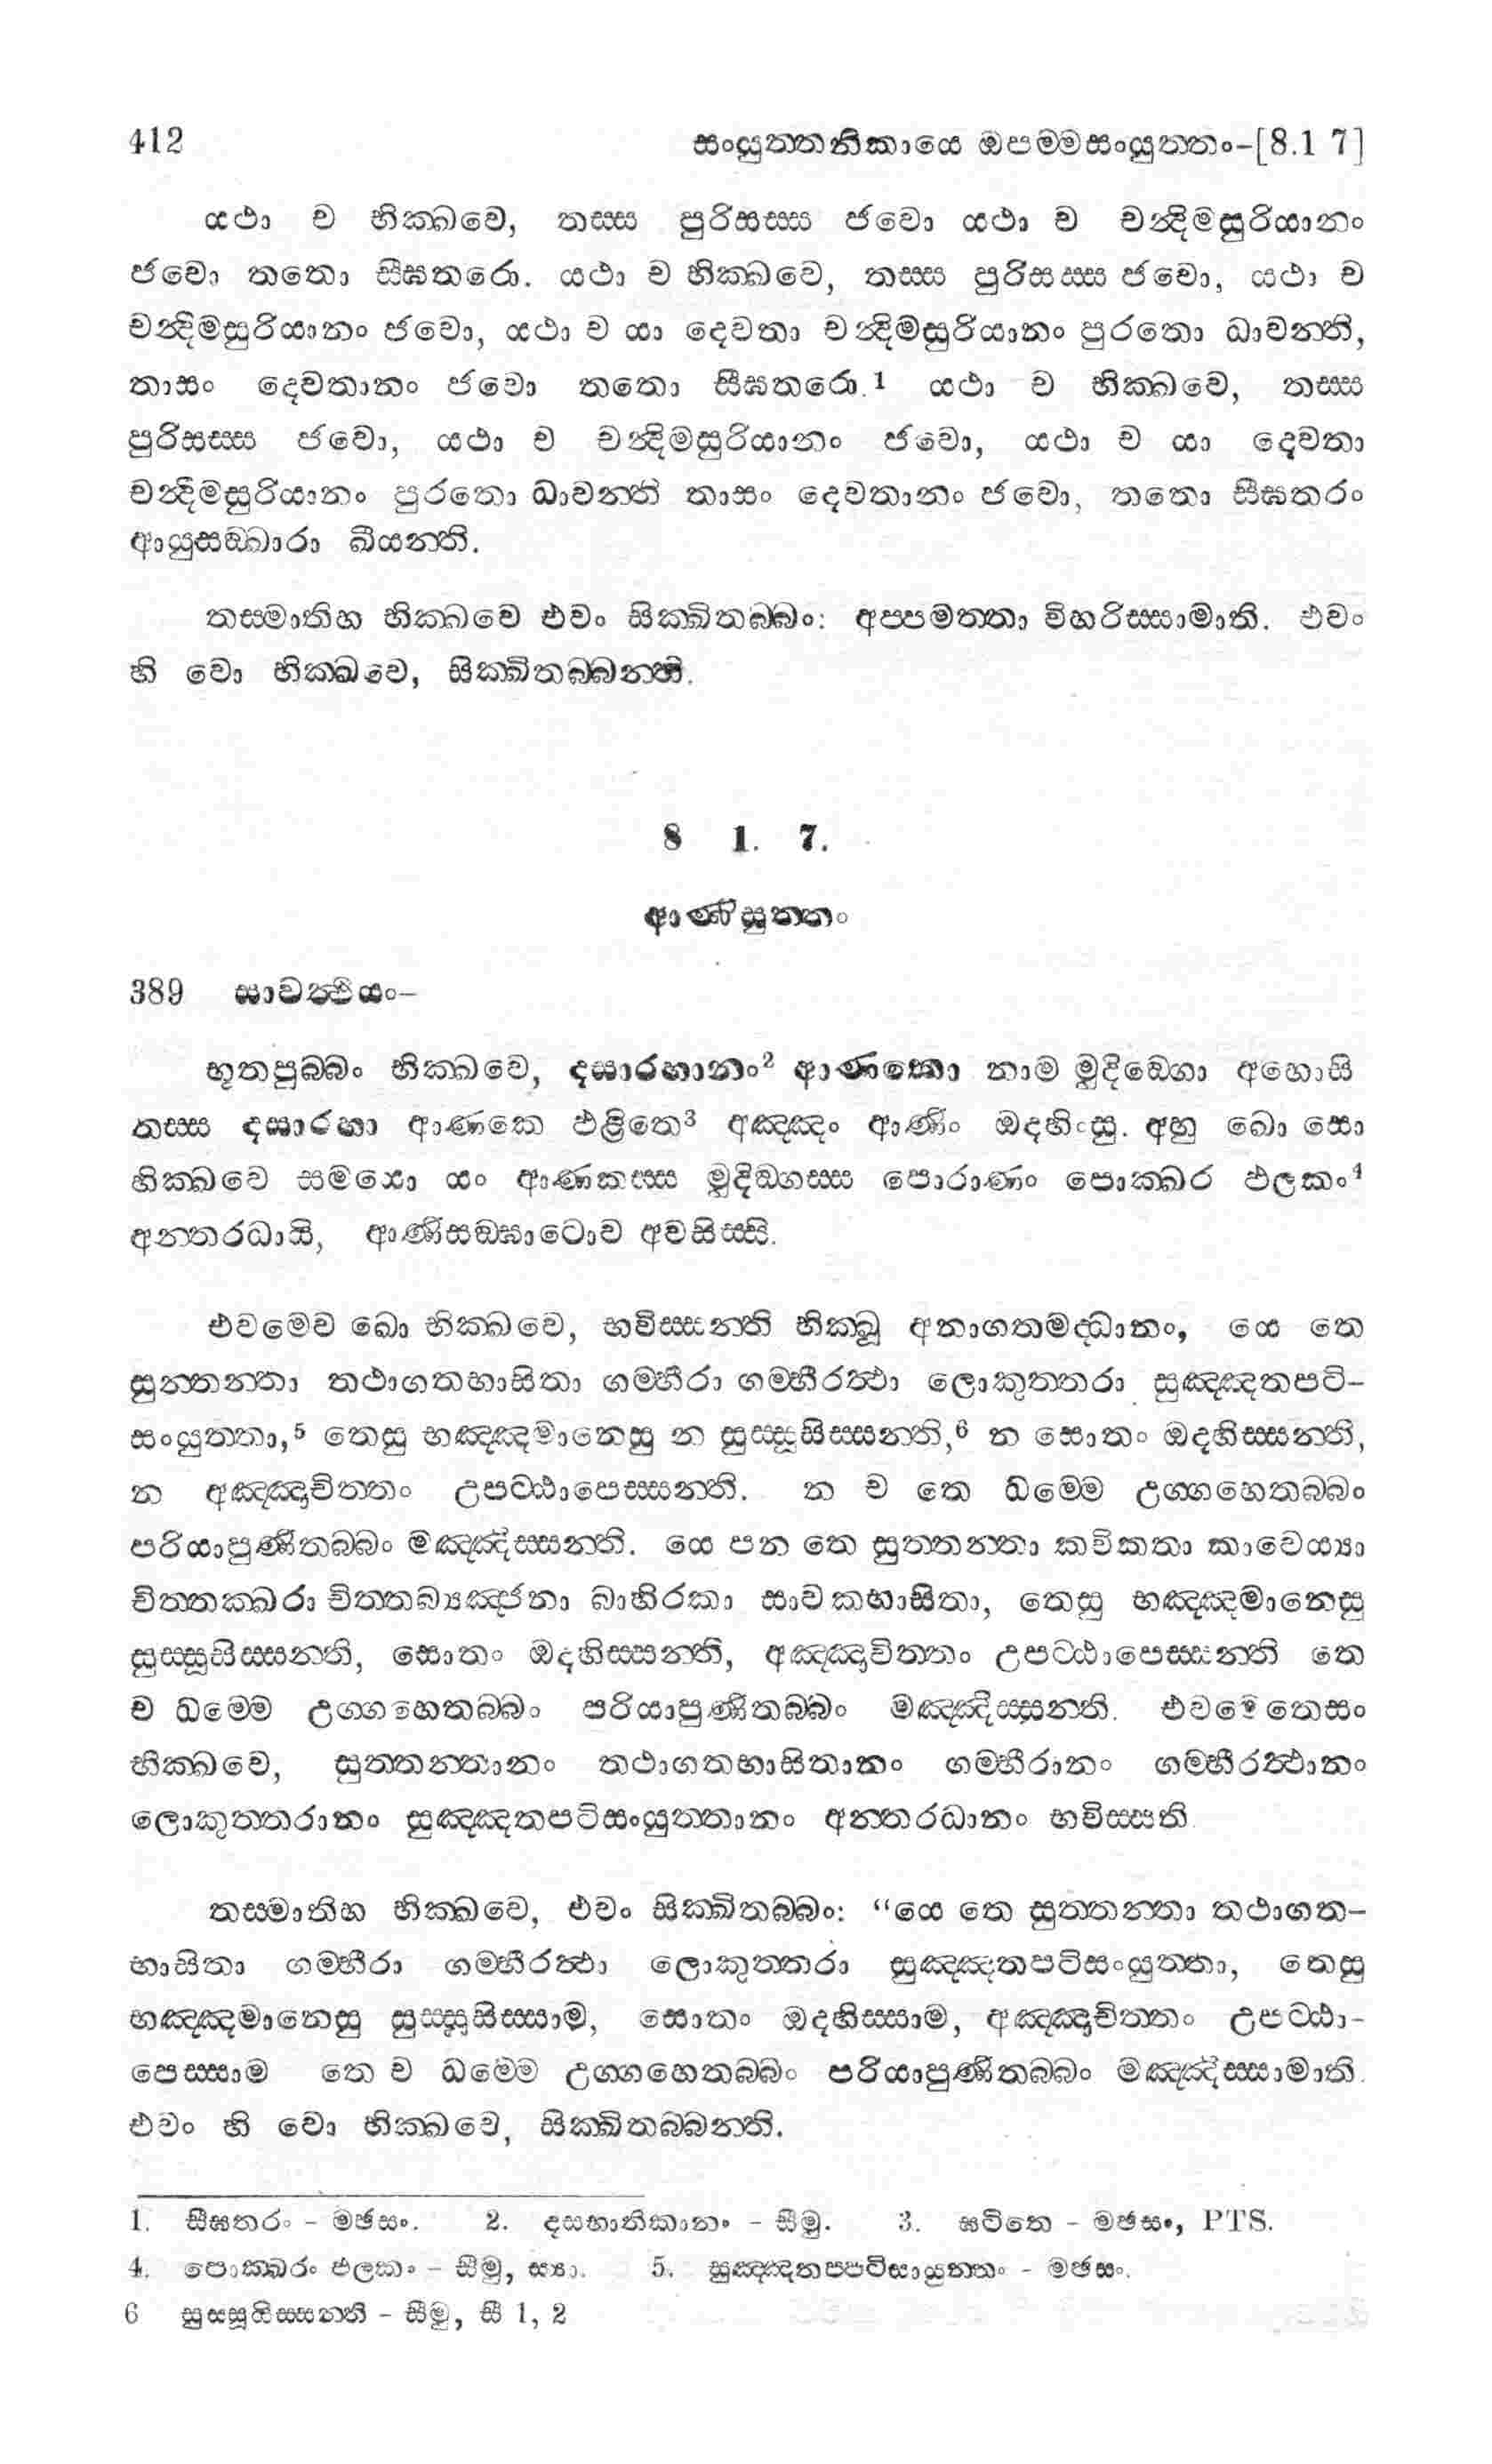 412 සංයුත්තනිකායෙ ඔපම්මසංයුත්තං-[8.1 7]
යථා ච භික්ඛවෙ, තස්ස පුරිසස්ස ජවො යථා ච චන්දිමසුරියානං
ජවො තතො සීඝතරො. යථා ච භික්ඛවෙ, තස්ස පුරිසස්ස ජවො, යථා ච
චන්දිමසුරියානං ජවො, යථා ච යා දෙවතා චන්දිමසුරියානං පුරතො ධාවන්ති,
තාසං දෙවතානං ජවො තතො සීඝතරො.1 යථා ච භික්ඛවෙ, තස්ස
පුරිසස්ස ජවො, යථා ච චන්දිමසුරියානං ජවො, යථා ච යා දෙවතා
චන්දිමසුරියානං පුරතො ධාවන්ති තාසං දෙවතානං ජවො, තතො සීඝතරං
ආයුසඞ්ඛාරා ඛීයන්ති.
තස්මාතිහ භික්ඛවෙ එවං සික්ඛිතබ්බං: අප්පමත්තා විහරිස්සාමාති. එවං
හි වො භික්ඛවෙ, සික්ඛිතබ්බන්ති.
8 1. 7.
ආණිසුත්තං
389 සාවත්ථියං–
භූතපුබ්බං භික්ඛවෙ, දසාරහානං2 ආණකො නාම මුදිඞ්ගො අහොසි
තස්ස දසාරහා ආණකෙ ඵළිතෙ3 අඤ්ඤං ආණිං ඔදහිංසු. අහු ඛො සො
භික්ඛවෙ සමයො යං ආණකස්ස මුදිඞ්ගස්ස පොරාණං පොක්ඛර ඵලකං4
අන්තරධායි, ආණිසඞ්ඝාටොව අවසිස්සි.
එවමෙව ඛො භික්ඛවෙ, භවිස්සන්ති භික්ඛූ අනාගතමද්ධානං, යෙ තෙ
සුත්තන්තා තථාගතභාසිතා ගම්භීරා ගම්භීරත්ථා ලොකුත්තරා සුඤ්ඤතපටි-
සංයුත්තා,5 තෙසු භඤ්ඤමානෙසු න සුස්සූසිස්සන්ති,6 න සොතං ඔදහිස්සන්ති,
න අඤ්ඤාචිත්තං උපට්ඨාපෙස්සන්ති. න ච තෙ ධම්මෙ උග්ගහෙතබ්බං
පරියාපුණිතබ්බං මඤ්ඤිස්සන්ති. යෙ පන තෙ සුත්තන්තා කවිකතා කාවෙය්‍යා
චිත්තක්ඛරා චිත්තබ්‍යඤ්ජනා බාහිරකා සාවකභාසිතා, තෙසු භඤ්ඤමානෙසු
සුස්සූසිස්සන්ති, සොතං ඔදහිස්සන්ති, අඤ්ඤාචිත්තං උපට්ඨාපෙස්සන්ති තෙ
ච ධම්මෙ උග්ගහෙතබ්බං පරියාපුණිතබ්බං මඤ්ඤිස්සන්ති. එවමෙතෙසං
භික්ඛවෙ, සුත්තන්තානං තථාගතභාසිතානං ගම්භීරානං ගම්භීරත්ථානං
ලොකුත්තරානං සුඤ්ඤතපටිසංයුත්තානං අන්තරධානං භවිස්සති
තස්මාතිහ භික්ඛවෙ, එවං සික්ඛිතබ්බං: “යෙ තෙ සුත්තන්තා තථාගත-
භාසිතා ගම්භීරා ගම්භීරත්ථා ලොකුත්තරා සුඤ්ඤතපටිසංයුත්තා, තෙසු
භඤ්ඤමානෙසු සුස්සූසිස්සාම, සොතං ඔදහිස්සාම, අඤ්ඤාචිත්තං උපට්ඨා-
පෙස්සාම තෙ ච ධම්මෙ උග්ගහෙතබ්බං පරියාපුණිතබ්බං මඤ්ඤිස්සාමාති.
එවං හි වො භික්ඛවෙ, සික්ඛිතබ්බන්ති.
1. සීඝතරං - මඡසං. 2. දසභාතිකානං - සීමු. 3. ඝටිතෙ - මඡසං, PTS.
4. පොක්ඛරං ඵලකං - සීමු, ස්‍යා. 5. සුඤ්ඤතප්පටිසංයුත්තං - මඡසං.
6 සුස්සූහිස්සන්ති - සීමු, සී 1, 2